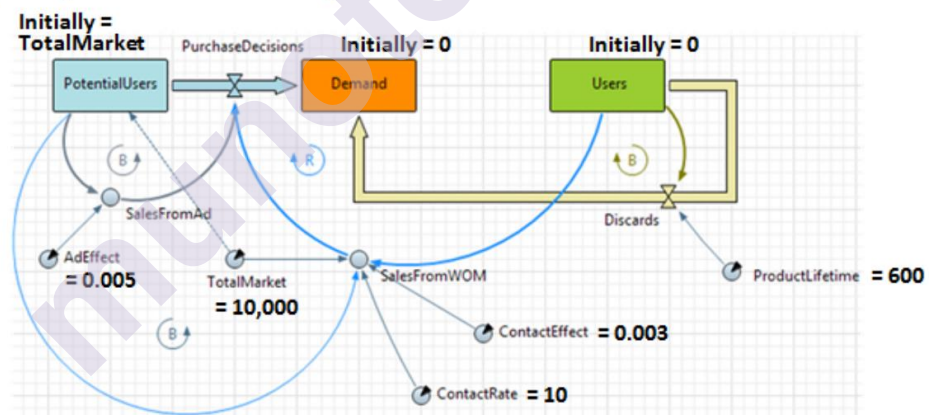 Initially =
TotalMarket
PurchaseDecisions
Initially = 0
Initially = 0
PotentialUsers
Demand
Users
B
R
B
SalesFromAd
Discards
AdEffect
= 0.005
TotalMarket
= 10,000
SalesFromWOM
ProductLifetime = 600
B
ContactEffect = 0.003
ContactRate = 10